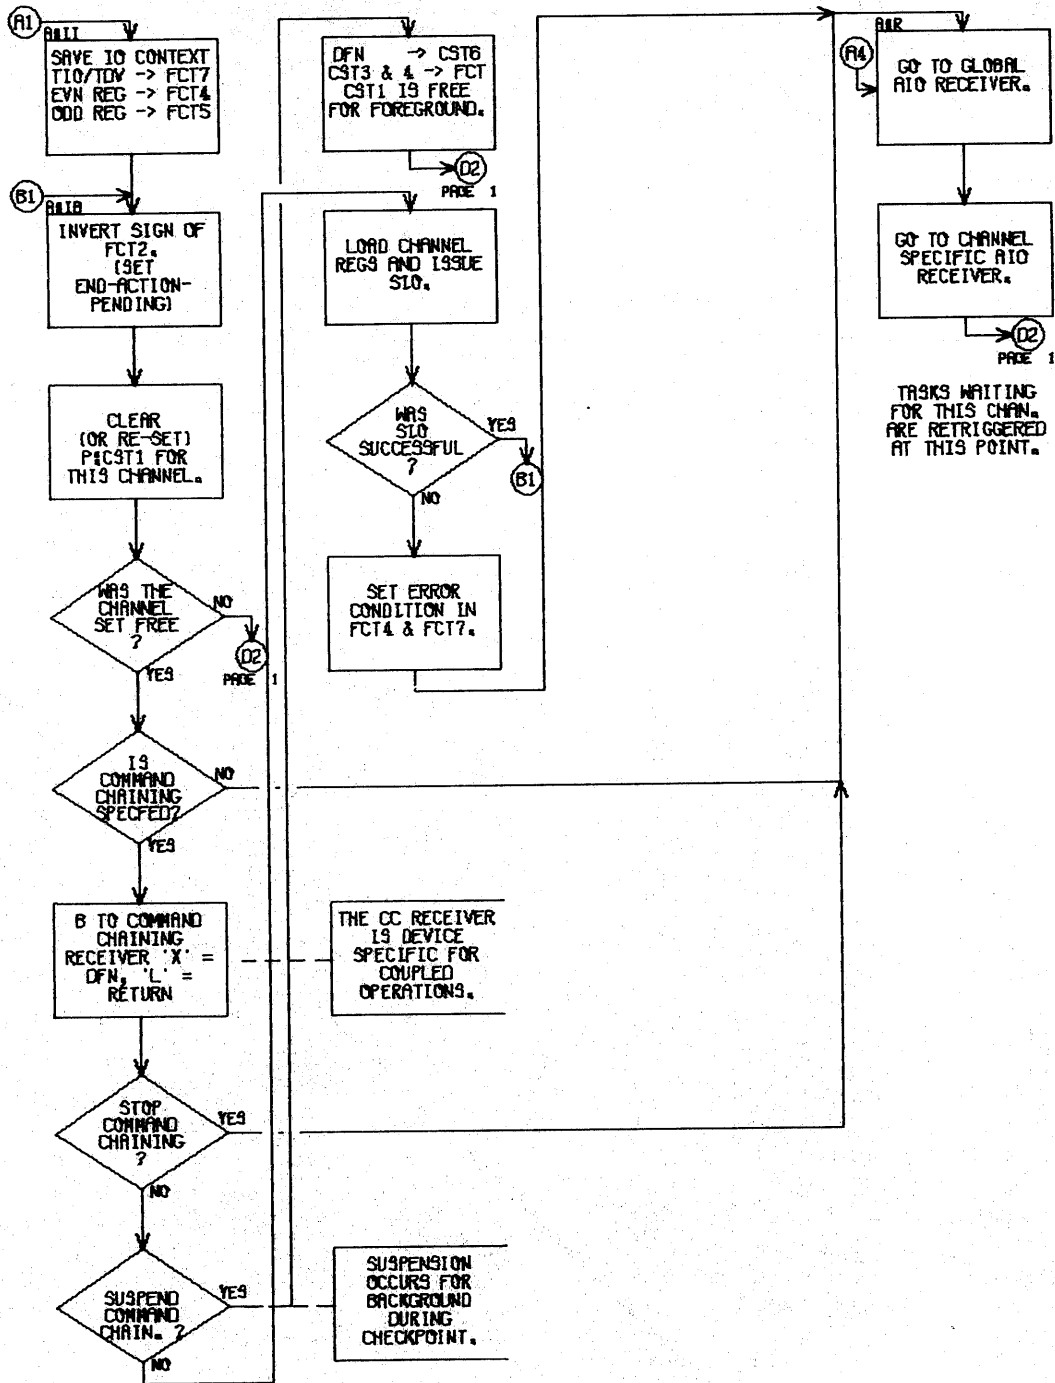 A1
A$II
SAVE IO CONTEXT
TIO/TDV -> FCT7
EVN REG -> FCT4
ODD REG -> FCT5
B1
A$IB
INVERT SIGN OF
FCT2.
(SET
END-ACTION-
PENDING)
CLEAR
(OR RE-SET)
P:CST1 FOR
THIS CHANNEL.
WAS THE
CHANNEL
SET FREE
?
NO
D2
PAGE 1
YES
IS
COMMAND
CHAINING
SPECFED?
NO
YES
B TO COMMAND
CHAINING
RECEIVER 'X' =
DFN, 'L' =
RETURN
THE CC RECEIVER
IS DEVICE
SPECIFIC FOR
COUPLED
OPERATIONS.
STOP
COMMAND
CHAINING
?
YES
NO
SUSPEND
COMMAND
CHAIN. ?
YES
NO
SUSPENSION
OCCURS FOR
BACKGROUND
DURING
CHECKPOINT.
DFN -> CST6
CST3 & 4 -> FCT
CST1 IS FREE
FOR FOREGROUND.
D2
PAGE 1
LOAD CHANNEL
REGS AND ISSUE
SIO.
WAS
SIO
SUCCESSFUL
?
YES
B1
NO
SET ERROR
CONDITION IN
FCT4 & FCT7.
A$R
A4
GO TO GLOBAL
AIO RECEIVER.
GO TO CHANNEL
SPECIFIC AIO
RECEIVER.
D2
PAGE 1
TASKS WAITING
FOR THIS CHAN.
ARE RETRIGGERED
AT THIS POINT.